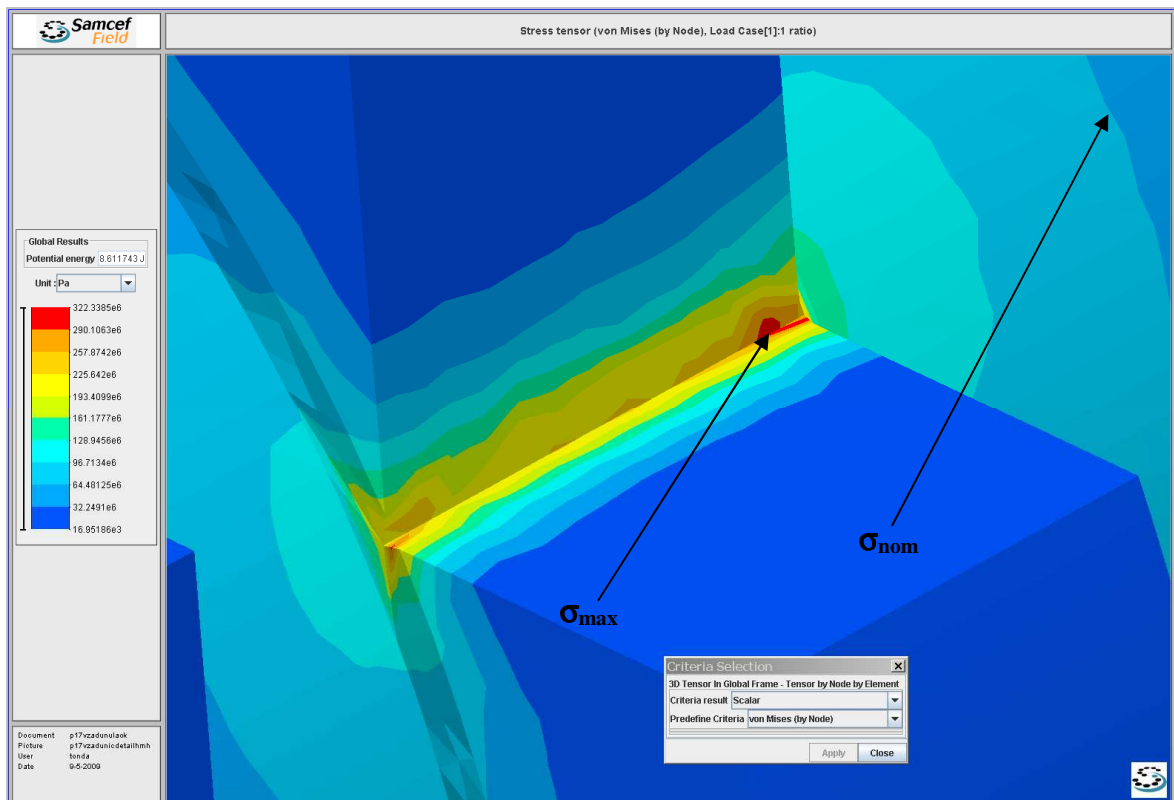 Samcef
Field
Stress tensor (von Mises (by Node), Load Case[1]:1 ratio)
Global Results
Potential energy 8.611743 J
Unit : Pa
322.3385e6
290.1063e6
257.8742e6
225.642e6
193.4099e6
161.1777e6
128.9456e6
96.7134e6
64.48125e6
32.2491e6
16.95186e3
σnom
σmax
Criteria Selection
3D Tensor In Global Frame - Tensor by Node by Element
Criteria result Scalar
Predefine Criteria von Mises (by Node)
Apply Close
Document p17vzadunulaok
Picture p17vzadunicdetailhmh
User tonda
Date 9-5-2009